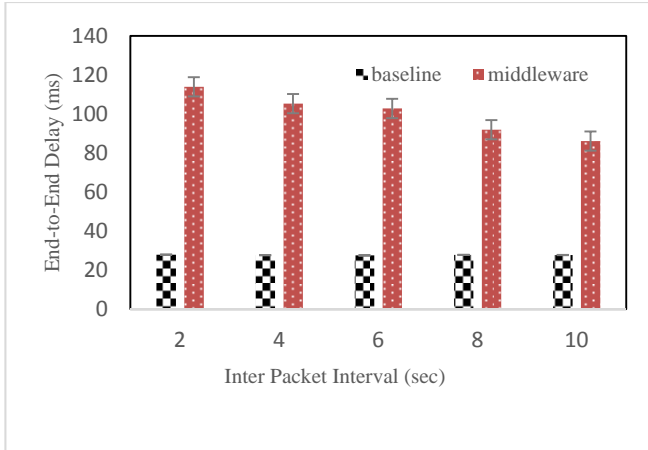 140
120
100
80
60
40
20
0
End-to-End Delay (ms)
baseline middleware
2 4 6 8 10
Inter Packet Interval (sec)